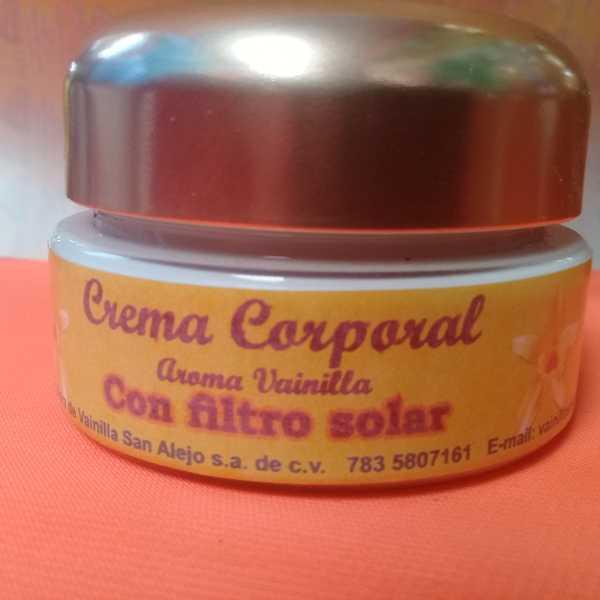 Crema Corporal
Aroma Vainilla
Con filtro solar
de Vainilla San Alejo s.a. de c.v. 783 5807161 E-mail: